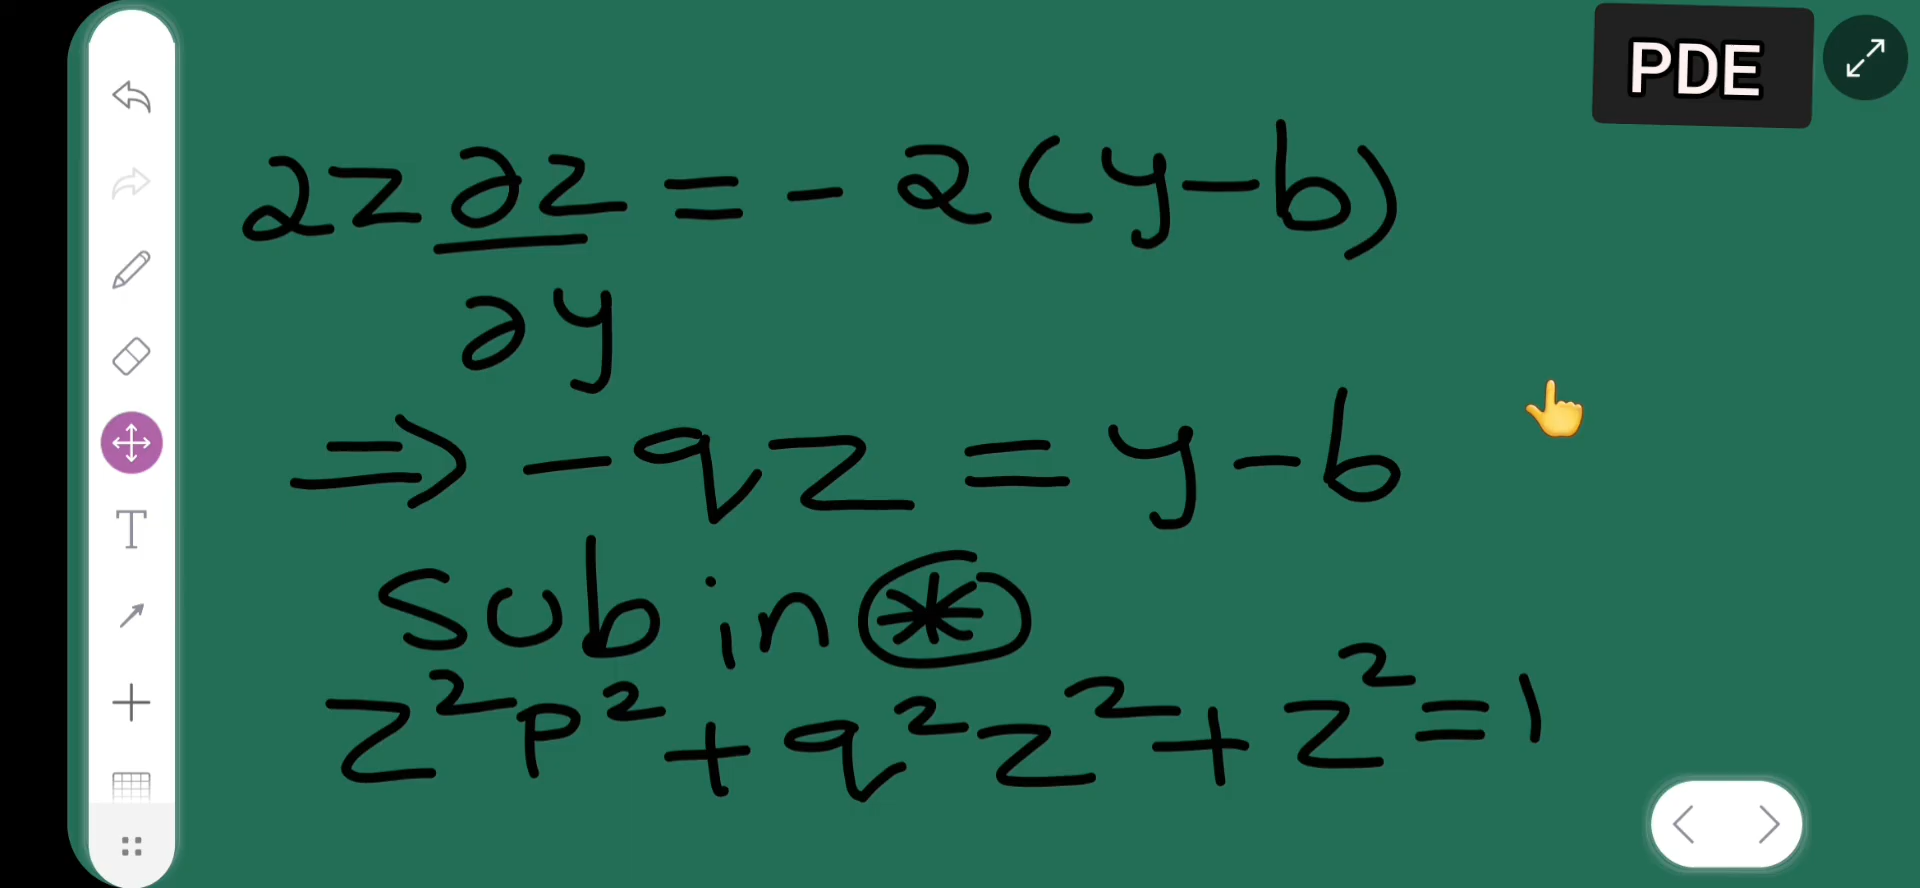 PDE
2z ∂z/∂y = - 2(y-b)
⇒ -qz = y-b
Sub in ⊛
z²p² + q²z² + z² = 1
T